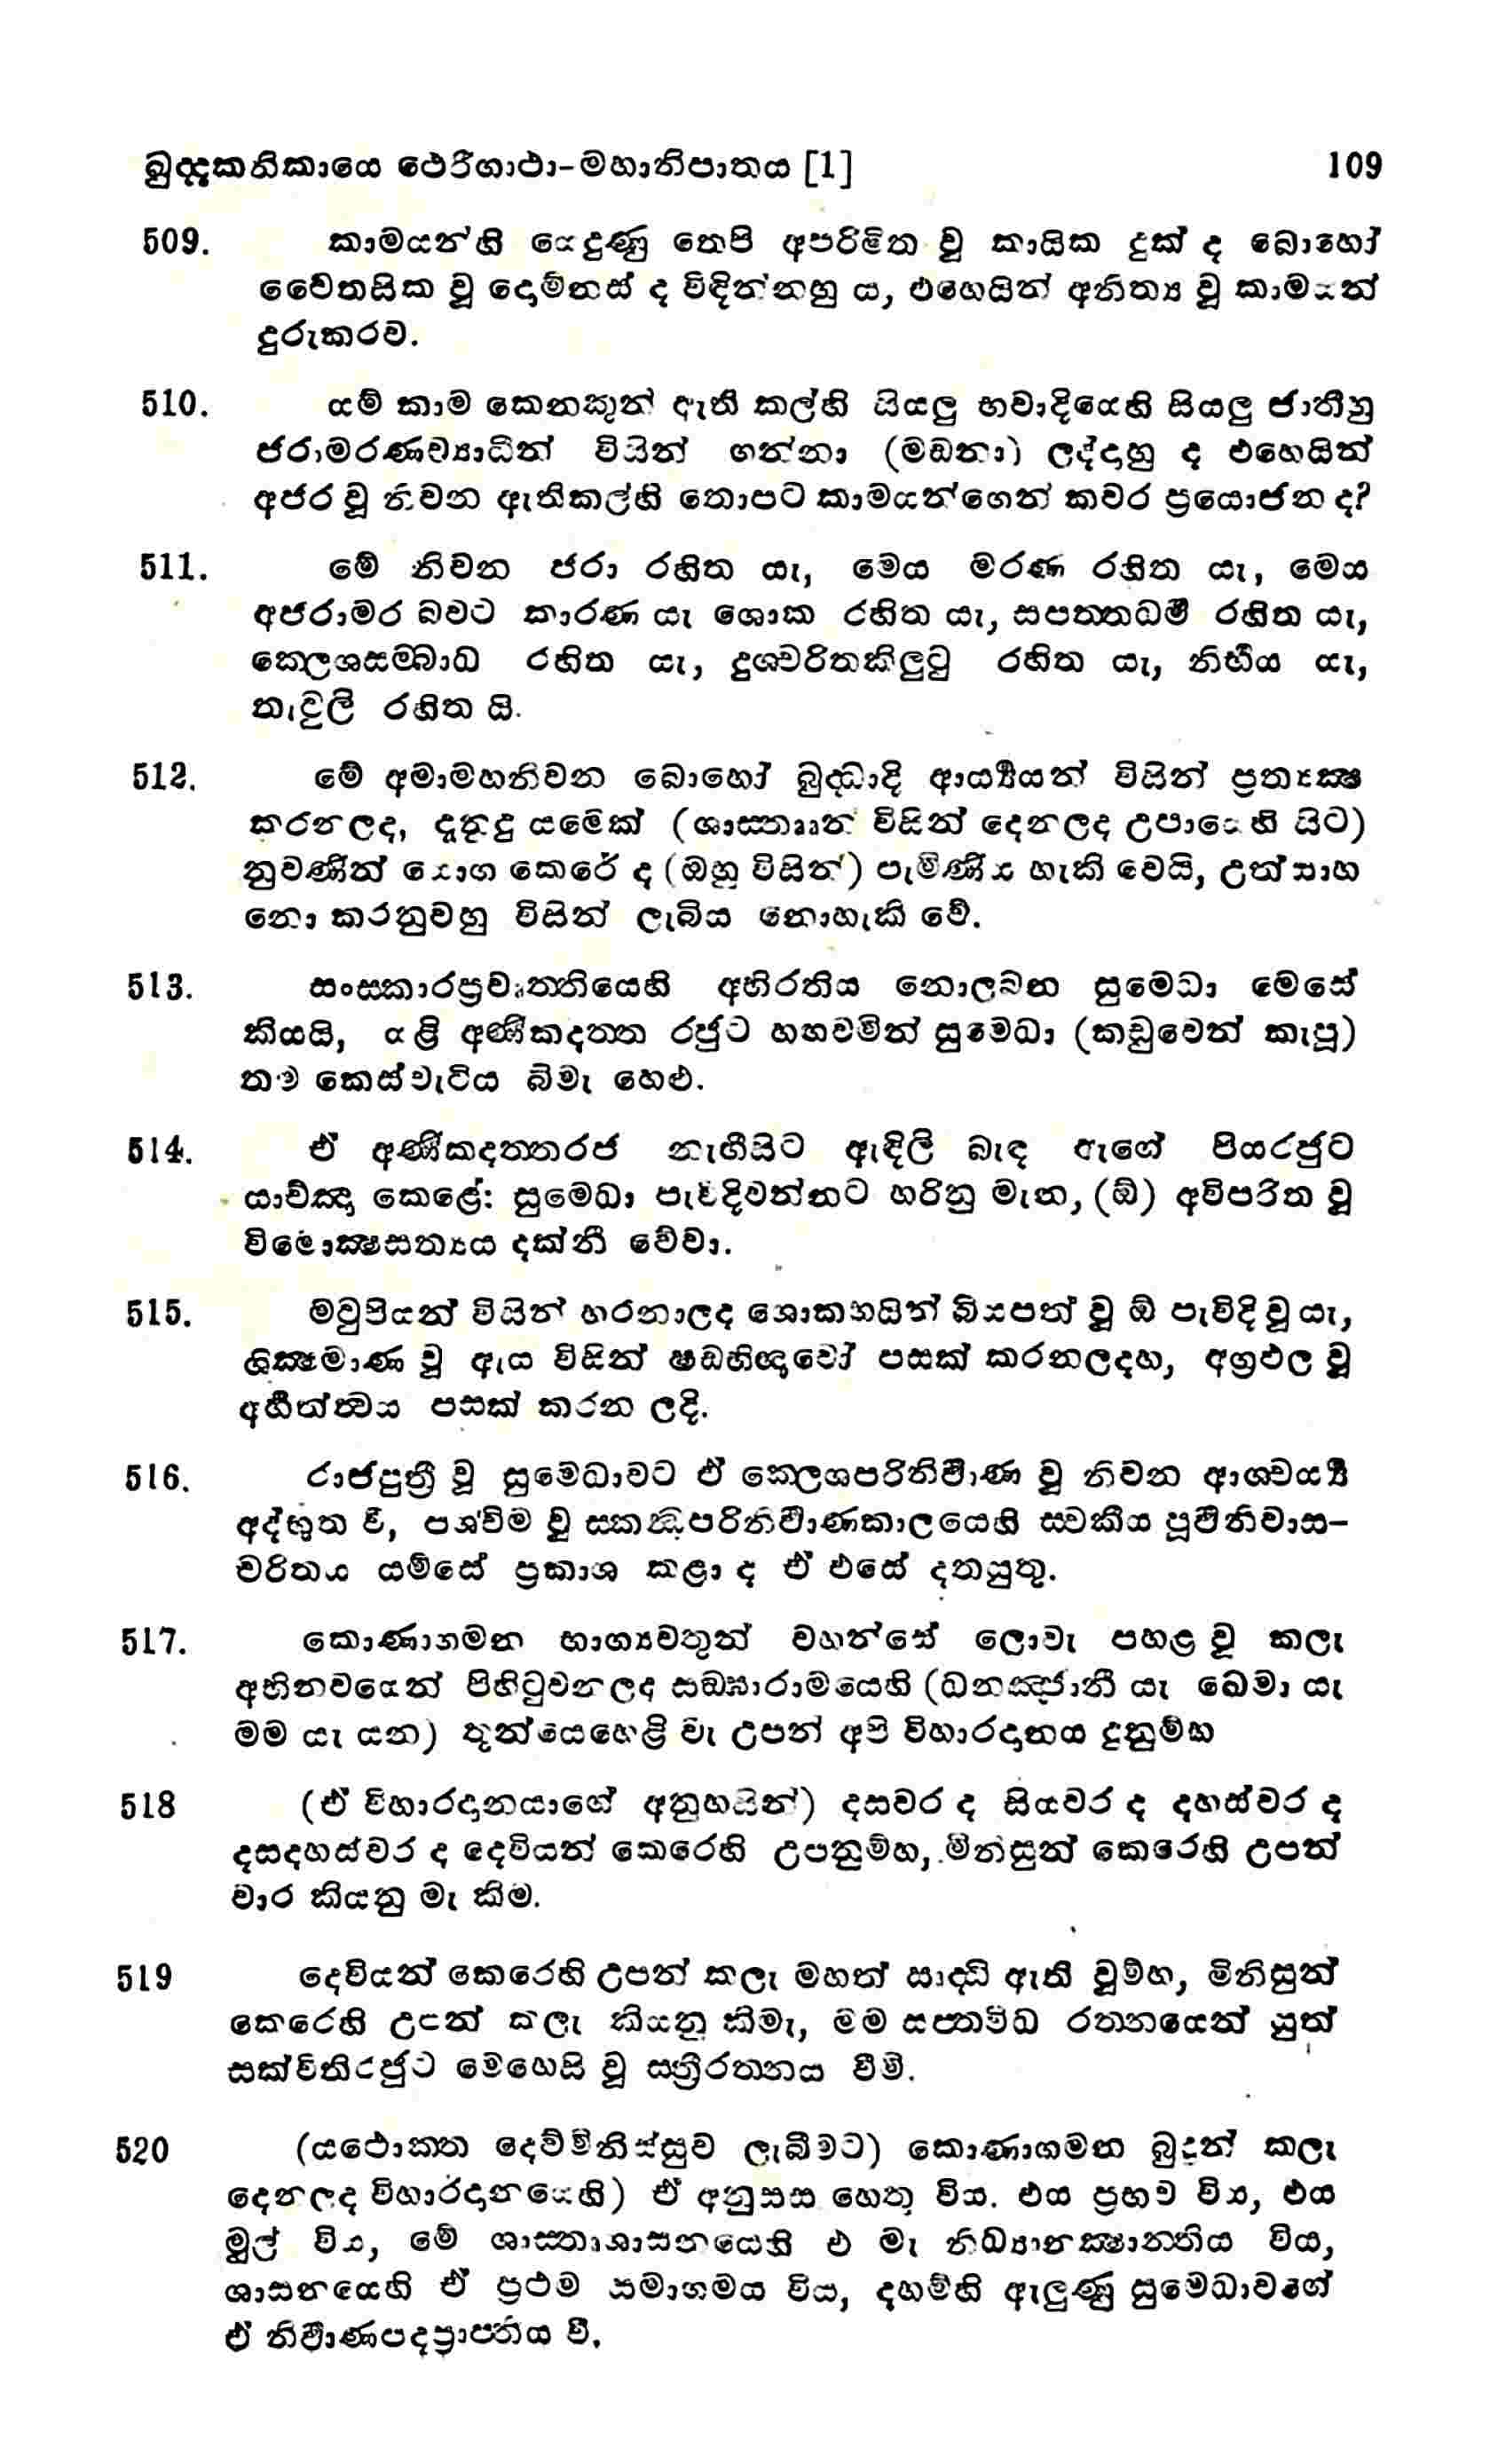 ඛුද්දකනිකායෙ ථෙරීගාථා-මහානිපාතය [1] 109
509. කාමයන්හි යෙදුණු තෙපි අපරිමිත වූ කායික දුක් ද බොහෝ
චෛතසික වූ දොම්නස් ද විඳින්නහු ය, එහෙයින් අනිත්‍ය වූ කාමයන්
දුරුකරව.
510. යම් කාම කෙනකුන් ඇති කල්හි සියලු භවාදියෙහි සියලු ජාතීහු
ජරාමරණව්‍යාධීන් විසින් ගන්නා (මඬනා) ලද්දාහු ද එහෙයින්
අජර වූ නිවන ඇතිකල්හි තොපට කාමයන්ගෙන් කවර ප්‍රයොජන ද?
511. මේ නිවන ජරා රහිත යැ, මෙය මරණ රහිත යැ, මෙය
අජරාමර බවට කාරණ යැ ශොක රහිත යැ, සපත්තධර්ම රහිත යැ,
කෙලශසම්බාධ රහිත යැ, දුශ්චරිතකිලුටු රහිත යැ, නිර්භය යැ,
තැවුලි රහිත යි.
512. මේ අමාමහනිවන බොහෝ බුද්ධාදි ආර්‍ය්‍යයන් විසින් ප්‍රත්‍යක්‍ෂ
කරනලද, දැනුදු යමෙක් (ශාස්තෲන් විසින් දෙනලද උපායෙහි සිට)
නුවණින් යොග කෙරේ ද (ඔහු විසින්) පැමිණිය හැකි වෙයි, උත්සාහ
නො කරනුවහු විසින් ලැබිය නොහැකි වේ.
513. සංස්කාරප්‍රවෘත්තියෙහි අභිරතිය නොලබන සුමෙධා මෙසේ
කියයි, යළි අණිකදත්ත රජුට හඟවමින් සුමෙධා (කඩුවෙන් කැපූ)
තම කෙස්වැටිය බිමැ හෙළු.
514. ඒ අණිකදත්තරජ නැඟීසිට ඇඳිලි බැඳ ඇගේ පියරජුට
යාච්ඤා කෙළේ: සුමෙධා පැවිදිවන්නට හරිනු මැන, (ඕ) අවිපරිත වූ
විමොක්‍ෂසත්‍යය දක්නී වේවා.
515. මවුපියන් විසින් හරනාලද ශොකභයින් බියපත් වූ ඕ පැවිදි වූ යැ,
ශික්‍ෂමාණ වූ ඇය විසින් ෂඩභිඥාවෝ පසක් කරනලදහ, අග්‍රඵල වූ
අර්හත්ත්‍වය පසක් කරන ලදි.
516. රාජපුත්‍රී වූ සුමෙධාවට ඒ කෙලශපරිනිර්වාණ වූ නිවන ආශ්චර්‍ය්‍ය
අද්භුත වී, පශ්චිම වූ ස්කන්‍ධපරිනිර්වාණකාලයෙහි ස්වකීය පූර්වනිවාස-
චරිතය යම්සේ ප්‍රකාශ කළා ද ඒ එසේ දතයුතු.
517. කොණාගමන භාග්‍යවතුන් වහන්සේ ලොවැ පහළ වූ කලැ
අභිනවයෙන් පිහිටුවනලද සඞ්ඝාරාමයෙහි (ධනඤ්ජානී යැ ඛෙමා යැ
මම යැ යන) තුන්යෙහෙළි වැ උපන් අපි විහාරදානය දුනුම්හ
518 (ඒ විහාරදානයාගේ අනුහසින්) දසවර ද සියවර ද දහස්වර ද
දසදහස්වර ද දෙවියන් කෙරෙහි උපනුම්හ, මිනිසුන් කෙරෙහි උපන්
වාර කියනු මැ කිම.
519 දෙවියන් කෙරෙහි උපන් කලැ මහත් ඍද්ධි ඇති වූම්හ, මිනිසුන්
කෙරෙහි උපන් කලැ කියනු කිමැ, මම සප්තවිධ රත්නයෙන් යුත්
සක්විතිරජුට මෙහෙසි වූ ස්ත්‍රීරත්නය වීමි.
520 (යථොක්ත දෙව්මිනිස්සුව ලැබීමට) කොණාගමන බුදුන් කලැ
දෙනලද විහාරදානයෙහි) ඒ අනුසස හෙතු විය. එය ප්‍රභව විය, එය
මුල් විය, මේ ශාස්තෘශාසනයෙහි එ මැ නිධ්‍යානක්‍ෂාන්තිය විය,
ශාසනයෙහි ඒ ප්‍රථම සමාගමය විය, දහම්හි ඇලුණු සුමෙධාවගේ
ඒ නිර්වාණපදප්‍රාප්තිය වී.